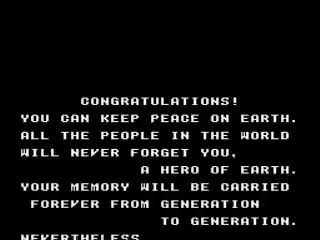 CONGRATULATIONS!
YOU CAN KEEP PEACE ON EARTH.
ALL THE PEOPLE IN THE WORLD
WILL NEVER FORGET YOU,
A HERO OF EARTH.
YOUR MEMORY WILL BE CARRIED
FOREVER FROM GENERATION
TO GENERATION.
NEVERTHELESS